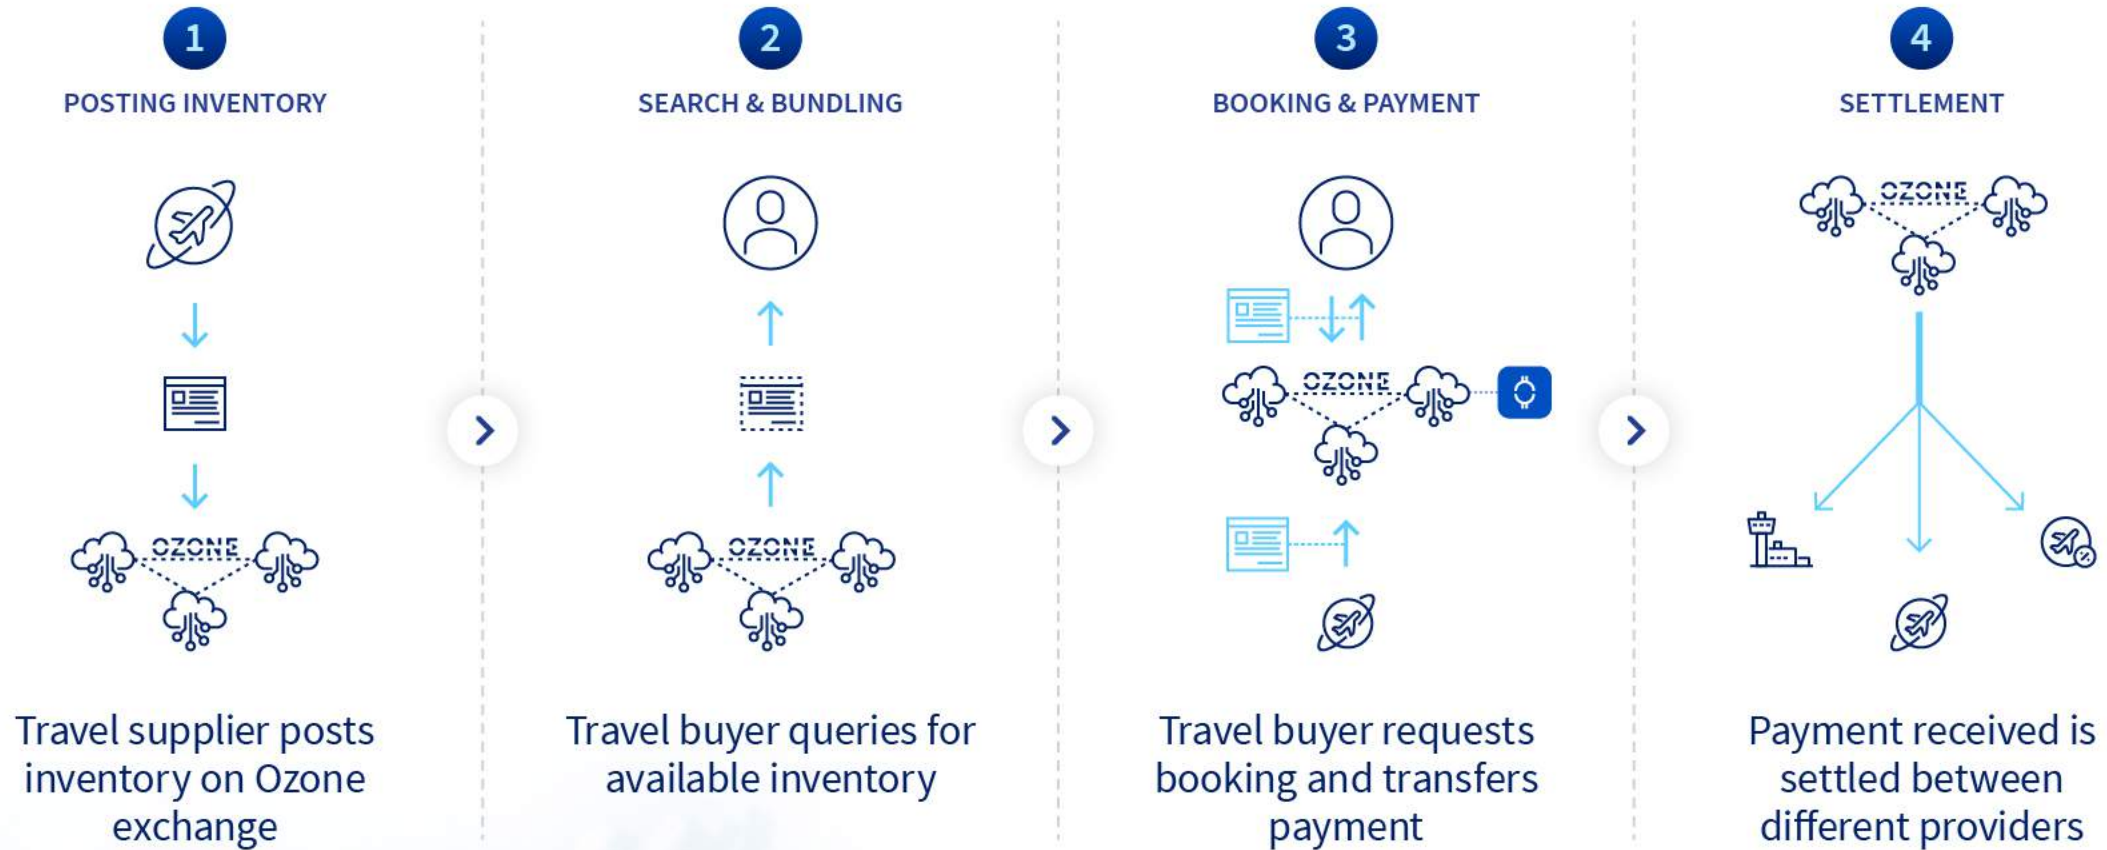 1
POSTING INVENTORY
OZONE
Travel supplier posts
inventory on Ozone
exchange
2
SEARCH & BUNDLING
OZONE
Travel buyer queries for
available inventory
3
BOOKING & PAYMENT
OZONE
Travel buyer requests
booking and transfers
payment
4
SETTLEMENT
OZONE
%
Payment received is
settled between
different providers